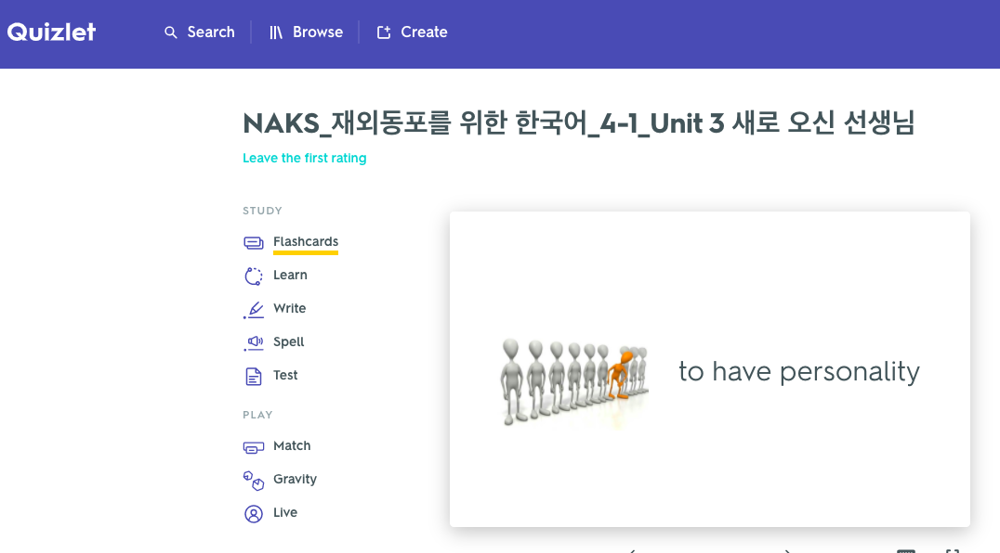 Quizlet
Search
Browse
Create
NAKS_재외동포를 위한 한국어_4-1_Unit 3 새로 오신 선생님
Leave the first rating
STUDY
Flashcards
Learn
Write
Spell
Test
PLAY
Match
Gravity
Live
to have personality